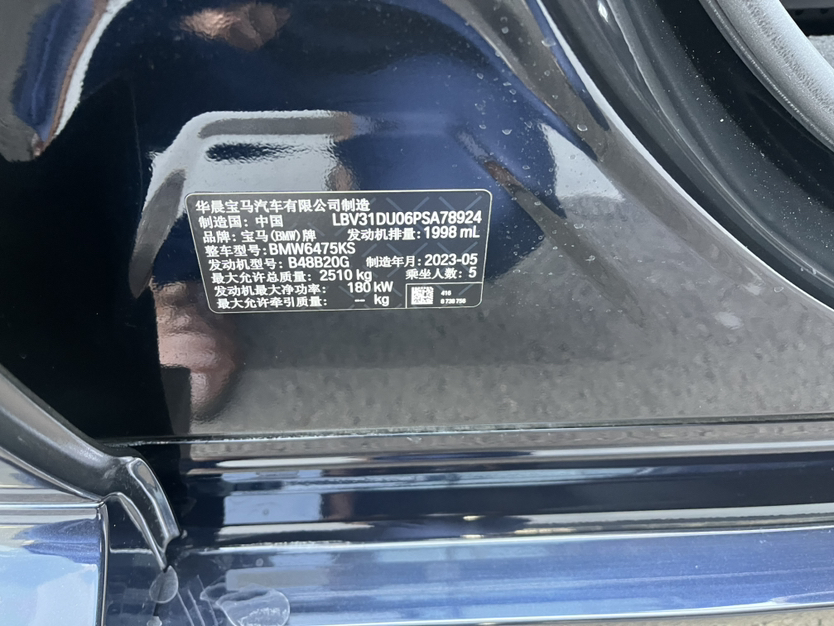 华晨宝马汽车有限公司制造
制造国：中国 LBV31DU06PSA78924
品牌：宝马(BMW)牌 发动机排量：1998 mL
整车型号：BMW6475KS
发动机型号：B48B20G 制造年月：2023-05
最大允许总质量：2510 kg 乘坐人数：5
发动机最大净功率：180 kW
最大允许牵引质量：-- kg